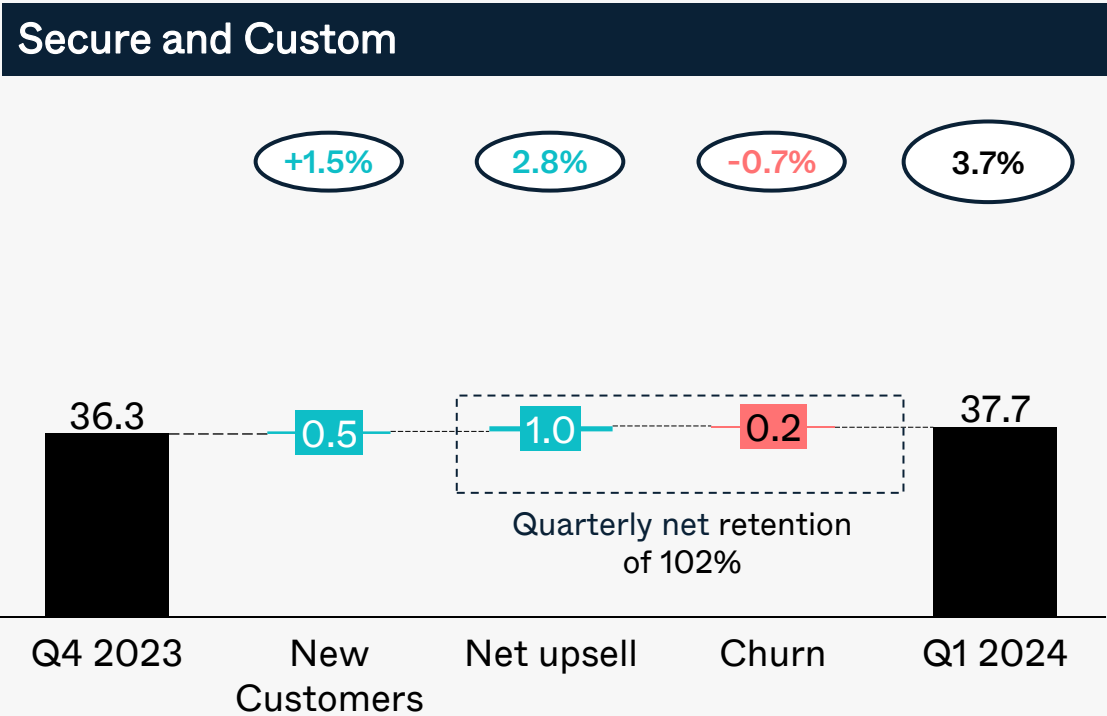 Secure and Custom
+1.5%
2.8%
-0.7%
3.7%
36.3
0.5
1.0
0.2
37.7
Quarterly net retention
of 102%
Q4 2023
New
Customers
Net upsell
Churn
Q1 2024